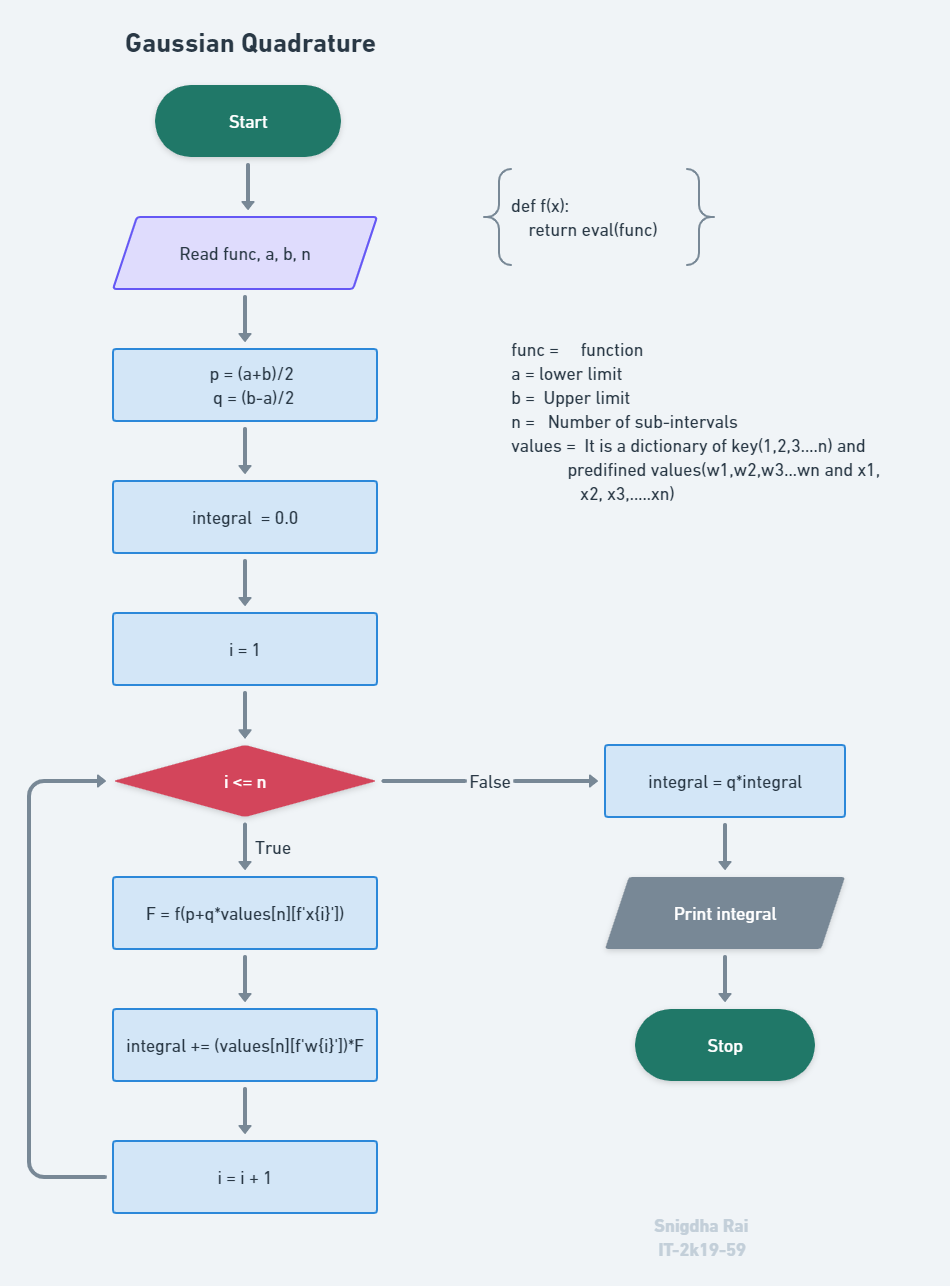 Gaussian Quadrature
Start
Read func, a, b, n
p = (a+b)/2
q = (b-a)/2
integral = 0.0
i = 1
i <= n
True
F = f(p+q*values[n][f'x{i}'])
integral += (values[n][f'w{i}'])*F
i = i + 1
False
integral = q*integral
Print integral
Stop
def f(x):
return eval(func)
func = function
a = lower limit
b = Upper limit
n = Number of sub-intervals
values = It is a dictionary of key(1,2,3....n) and
predifined values(w1,w2,w3...wn and x1,
x2, x3,.....xn)
Snigdha Rai
IT-2k19-59